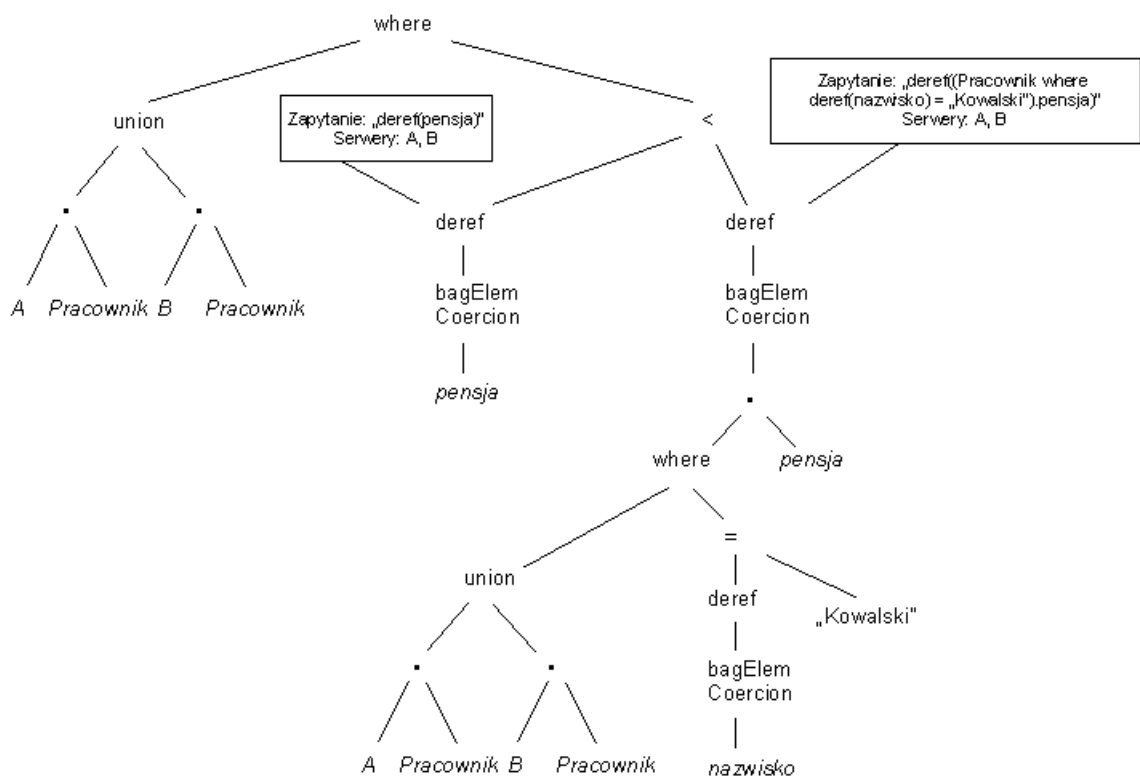 where
Zapytanie: „deref((Pracownik where
deref(nazwisko) = „Kowalski”).pensja)”
Serwery: A, B
union
Zapytanie: „deref(pensja)”
Serwery: A, B
<
deref
deref
A
Pracownik
B
Pracownik
bagElem
Coercion
bagElem
Coercion
pensja
where
pensja
=
union
deref
„Kowalski”
bagElem
Coercion
A
Pracownik
B
Pracownik
nazwisko